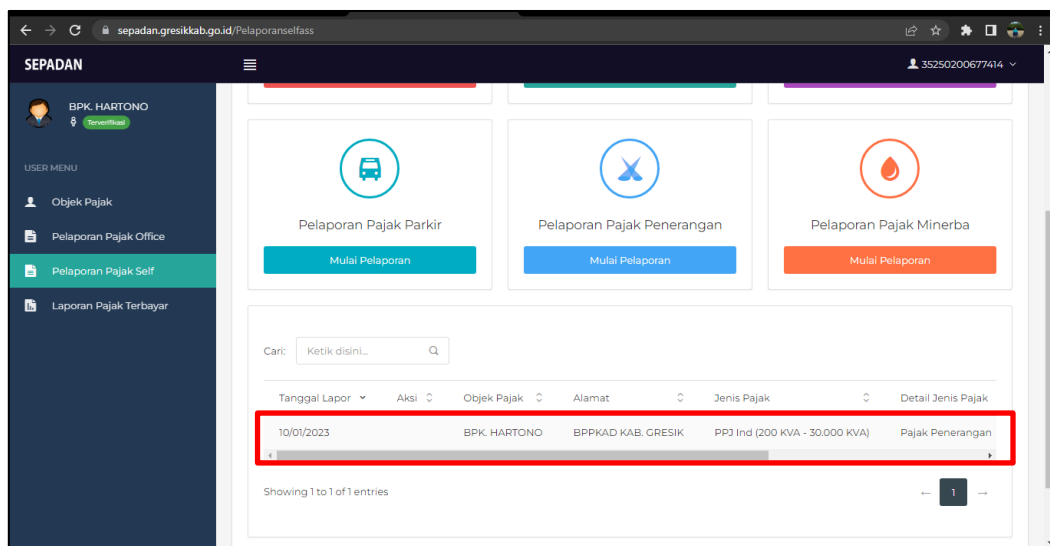 sepadan.gresikkab.go.id/Pelaporanselfass
SEPADAN
35250200677414
BPK. HARTONO
Terverifikasi
USER MENU
Objek Pajak
Pelaporan Pajak Office
Pelaporan Pajak Self
Laporan Pajak Terbayar
Pelaporan Pajak Parkir
Mulai Pelaporan
Pelaporan Pajak Penerangan
Mulai Pelaporan
Pelaporan Pajak Minerba
Mulai Pelaporan
Cari: Ketik disini...
Tanggal Lapor Aksi Objek Pajak Alamat Jenis Pajak Detail Jenis Pajak
10/01/2023 BPK. HARTONO BPPKAD KAB. GRESIK PPJ Ind (200 KVA - 30.000 KVA) Pajak Penerangan
Showing 1 to 1 of 1 entries
← 1 →